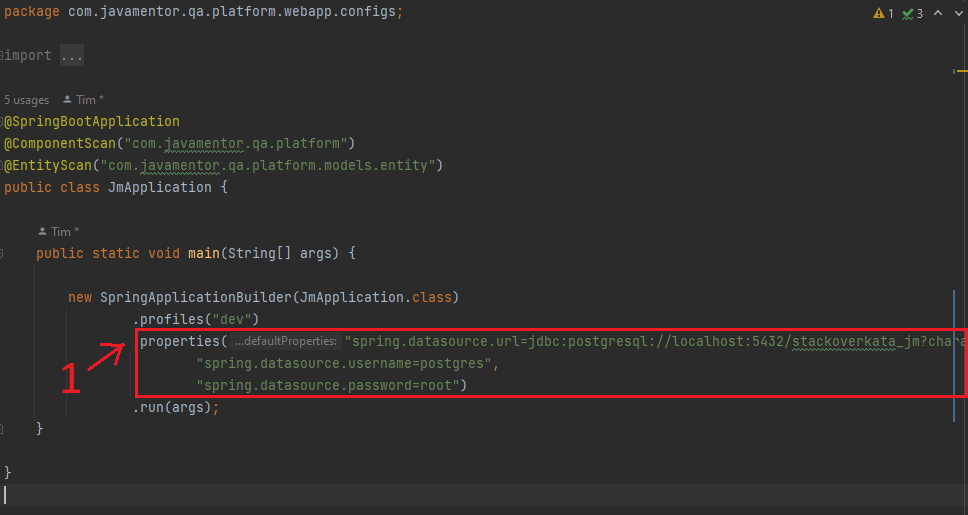 package com.javamentor.qa.platform.webapp.configs;
1 3
import ...
5 usages Tim *
@SpringBootApplication
@ComponentScan("com.javamentor.qa.platform")
@EntityScan("com.javamentor.qa.platform.models.entity")
public class JmApplication {
Tim *
public static void main(String[] args) {
new SpringApplicationBuilder(JmApplication.class)
.profiles("dev")
.properties( ...defaultProperties: "spring.datasource.url=jdbc:postgresql://localhost:5432/stackoverkata_jm?chara
"spring.datasource.username=postgres",
1
"spring.datasource.password=root")
.run(args);
}
}